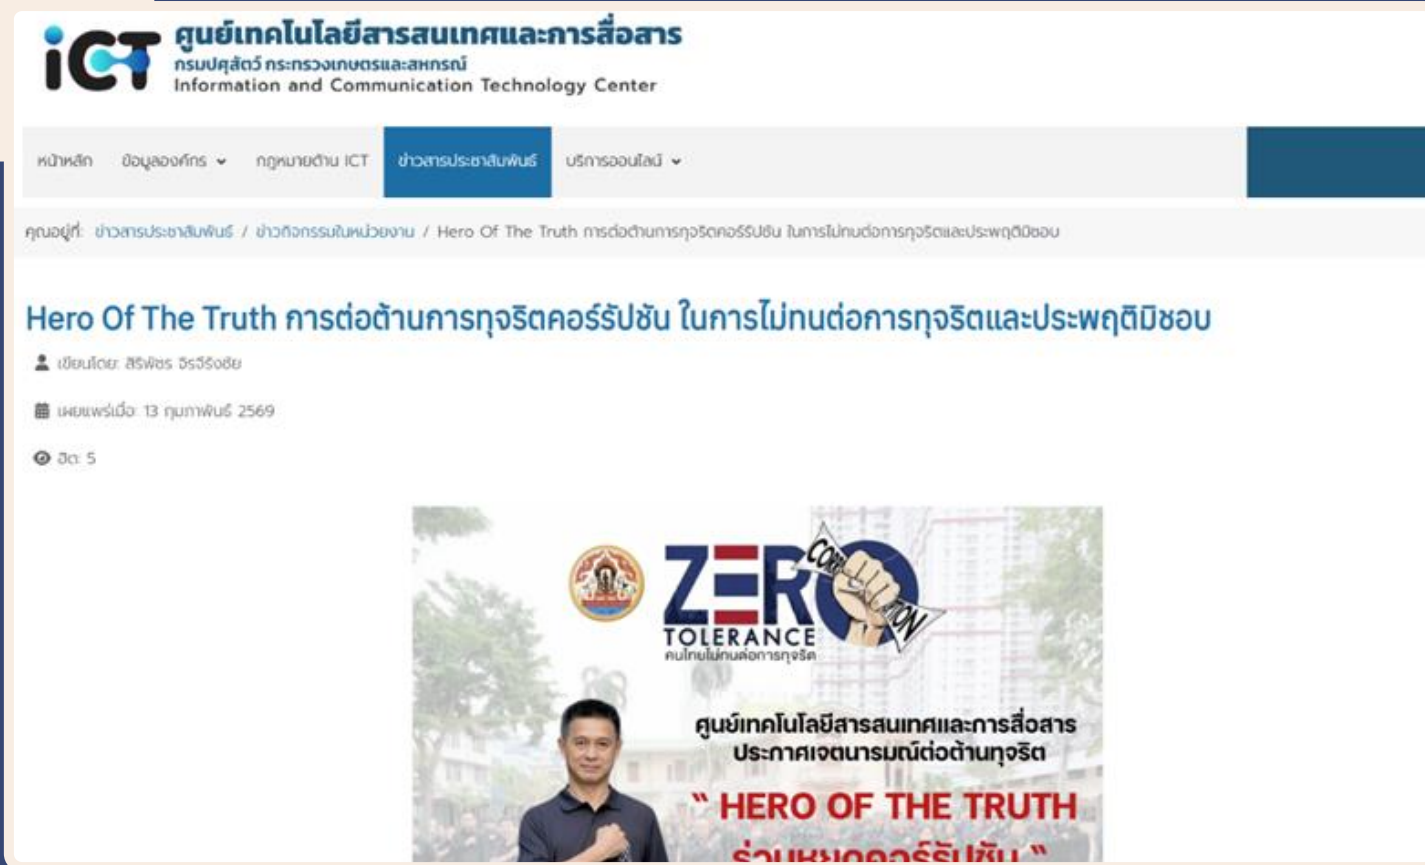 iCT
ศูนย์เทคโนโลยีสารสนเทศและการสื่อสาร
กรมปศุสัตว์ กระทรวงเกษตรและสหกรณ์
Information and Communication Technology Center
หน้าหลัก ข้อมูลองค์กร กฎหมายด้าน ICT ข่าวสารประชาสัมพันธ์ บริการออนไลน์
คุณอยู่ที่: ข่าวสารประชาสัมพันธ์ / ข่าวกิจกรรมในหน่วยงาน / Hero Of The Truth การต่อต้านการทุจริตคอร์รัปชัน ในการไม่ทนต่อการทุจริตและประพฤติมิชอบ
Hero Of The Truth การต่อต้านการทุจริตคอร์รัปชัน ในการไม่ทนต่อการทุจริตและประพฤติมิชอบ
เขียนโดย: สิริพัชร จิรวีรังชัย
เผยแพร่เมื่อ: 13 กุมภาพันธ์ 2569
ฮิต: 5
ZERO
TOLERANCE
คนไทยไม่ทนต่อการทุจริต
ศูนย์เทคโนโลยีสารสนเทศและการสื่อสาร
ประกาศเจตนารมณ์ต่อต้านทุจริต
“ HERO OF THE TRUTH
ร่วมหยุดคอร์รัปชัน “